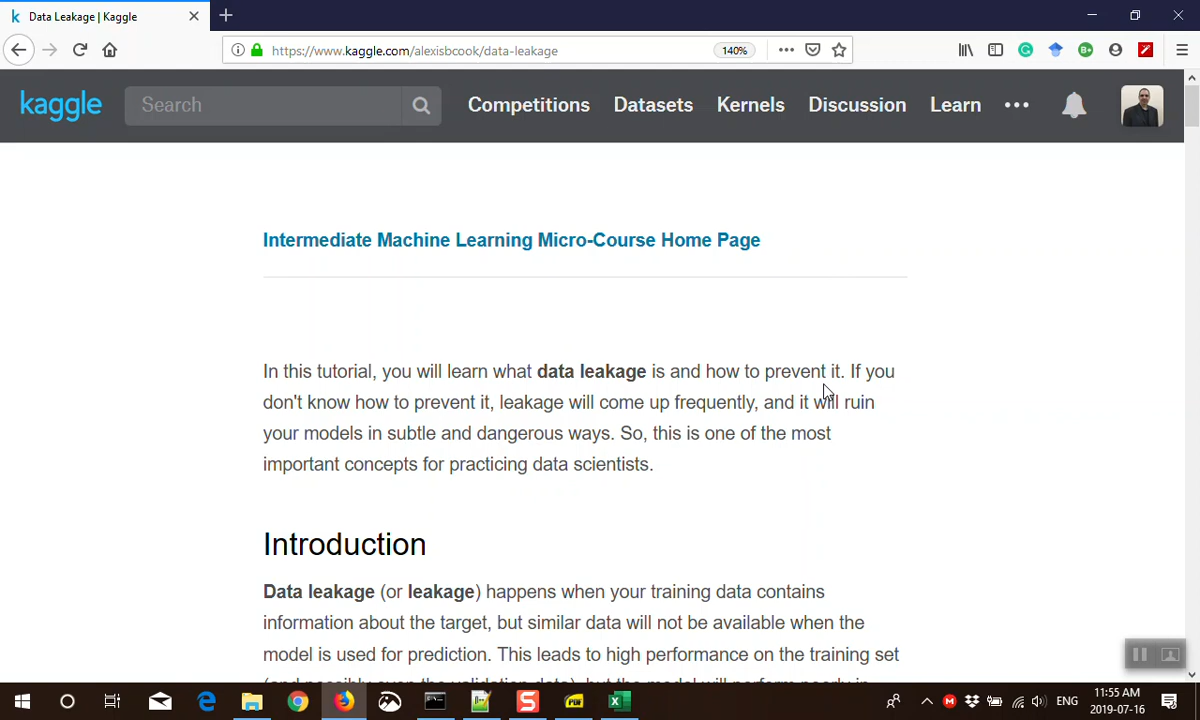 Data Leakage | Kaggle
https://www.kaggle.com/alexisbcook/data-leakage
140%
kaggle
Search
Competitions
Datasets
Kernels
Discussion
Learn
Intermediate Machine Learning Micro-Course Home Page
In this tutorial, you will learn what data leakage is and how to prevent it. If you
don't know how to prevent it, leakage will come up frequently, and it will ruin
your models in subtle and dangerous ways. So, this is one of the most
important concepts for practicing data scientists.
Introduction
Data leakage (or leakage) happens when your training data contains
information about the target, but similar data will not be available when the
model is used for prediction. This leads to high performance on the training set
ENG
11:55 AM
2019-07-16